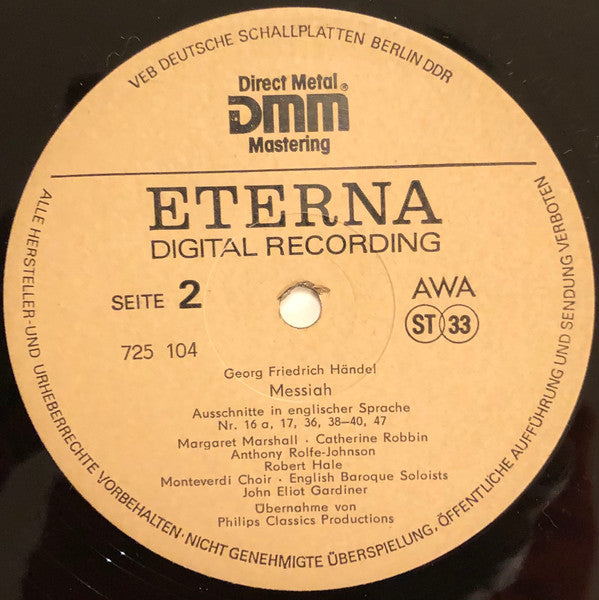 VEB DEUTSCHE SCHALLPLATTEN BERLIN DDR
Direct Metal®
DMM
Mastering
ETERNA
DIGITAL RECORDING
SEITE 2
AWA
ST 33
725 104
Georg Friedrich Händel
Messiah
Ausschnitte in englischer Sprache
Nr. 16 a, 17, 36, 38–40, 47
Margaret Marshall · Catherine Robbin
Anthony Rolfe-Johnson
Robert Hale
Monteverdi Choir · English Baroque Soloists
John Eliot Gardiner
Übernahme von
Philips Classics Productions
ALLE HERSTELLER-UND URHEBERRECHTE VORBEHALTEN · NICHT GENEHMIGTE ÜBERSPIELUNG, ÖFFENTLICHE AUFFÜHRUNG UND SENDUNG VERBOTEN